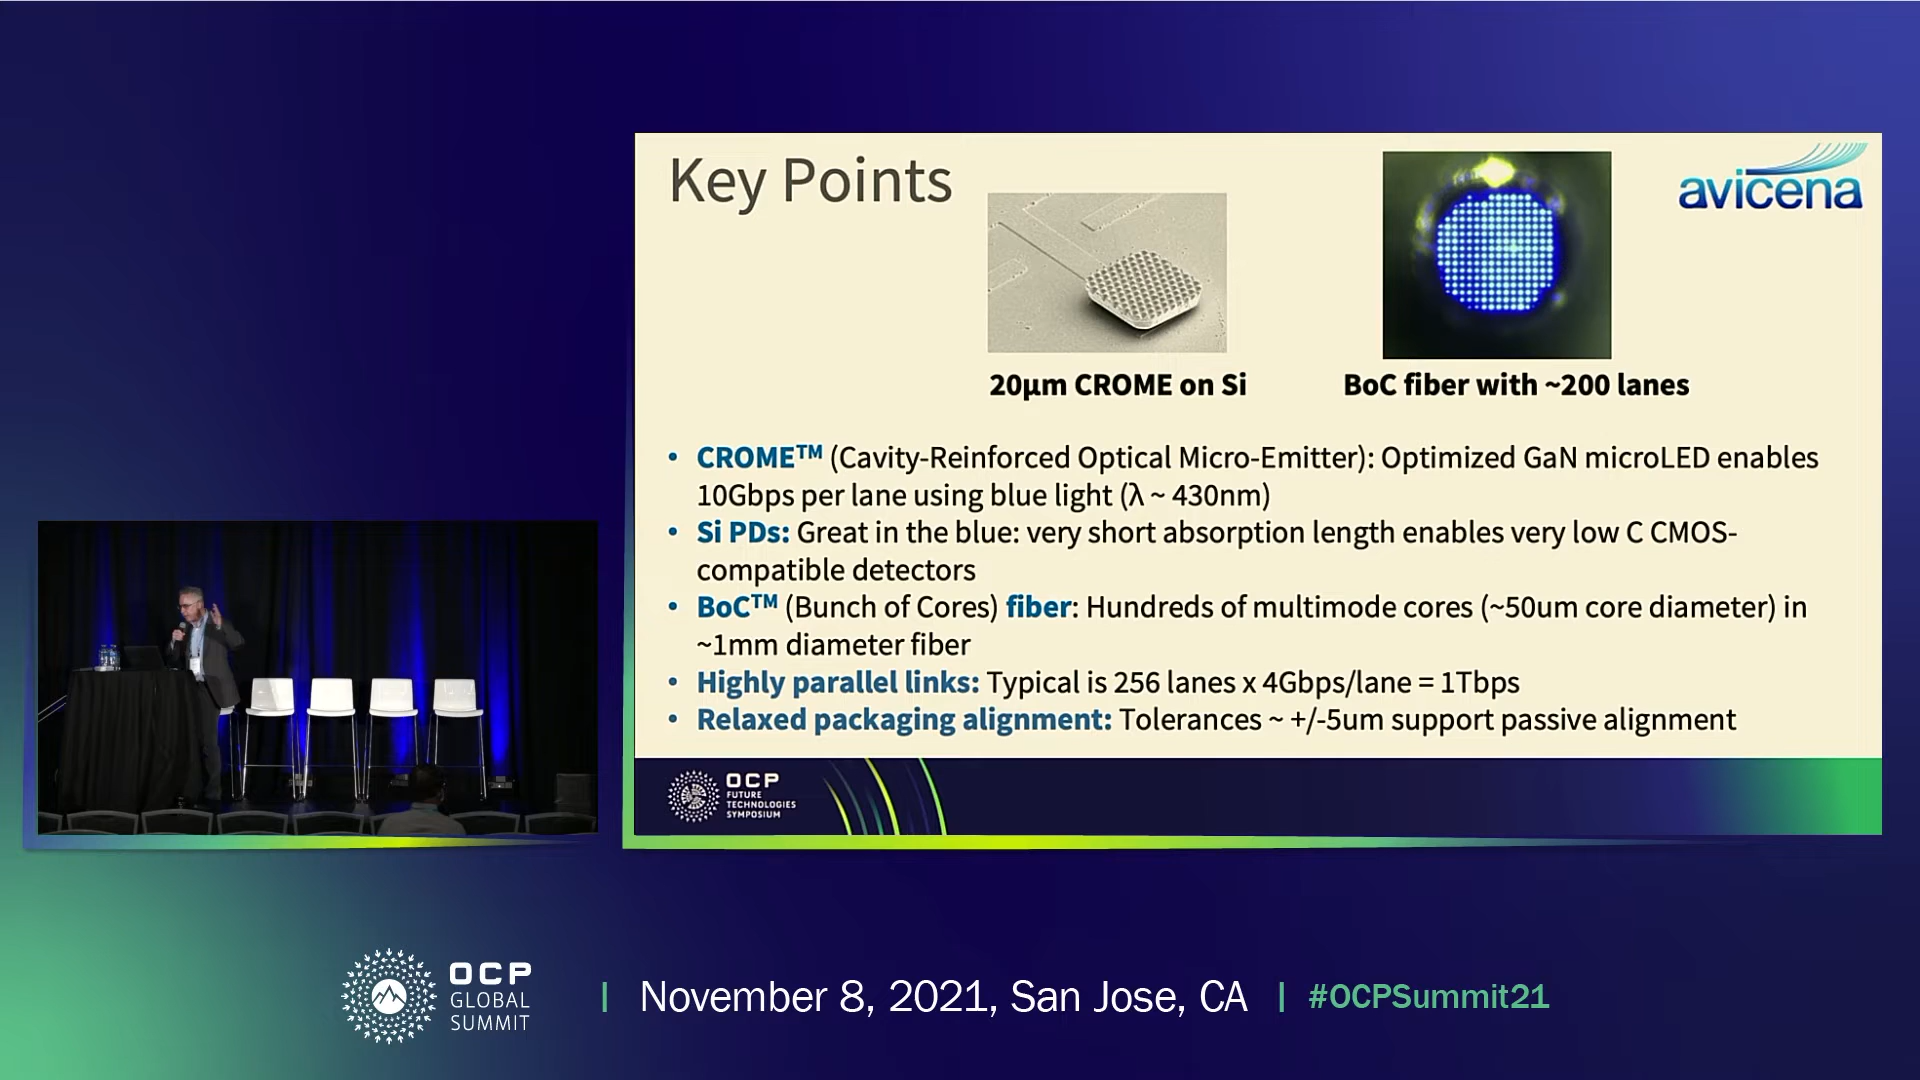 Key Points
avicena
20µm CROME on Si
BoC fiber with ~200 lanes
• CROME™ (Cavity-Reinforced Optical Micro-Emitter): Optimized GaN microLED enables
10Gbps per lane using blue light (λ ~ 430nm)
• Si PDs: Great in the blue: very short absorption length enables very low C CMOS-
compatible detectors
• BoC™ (Bunch of Cores) fiber: Hundreds of multimode cores (~50um core diameter) in
~1mm diameter fiber
• Highly parallel links: Typical is 256 lanes x 4Gbps/lane = 1Tbps
• Relaxed packaging alignment: Tolerances ~ +/-5um support passive alignment
OCP
FUTURE
TECHNOLOGIES
SYMPOSIUM
OCP
GLOBAL
SUMMIT
| November 8, 2021, San Jose, CA | #OCPSummit21